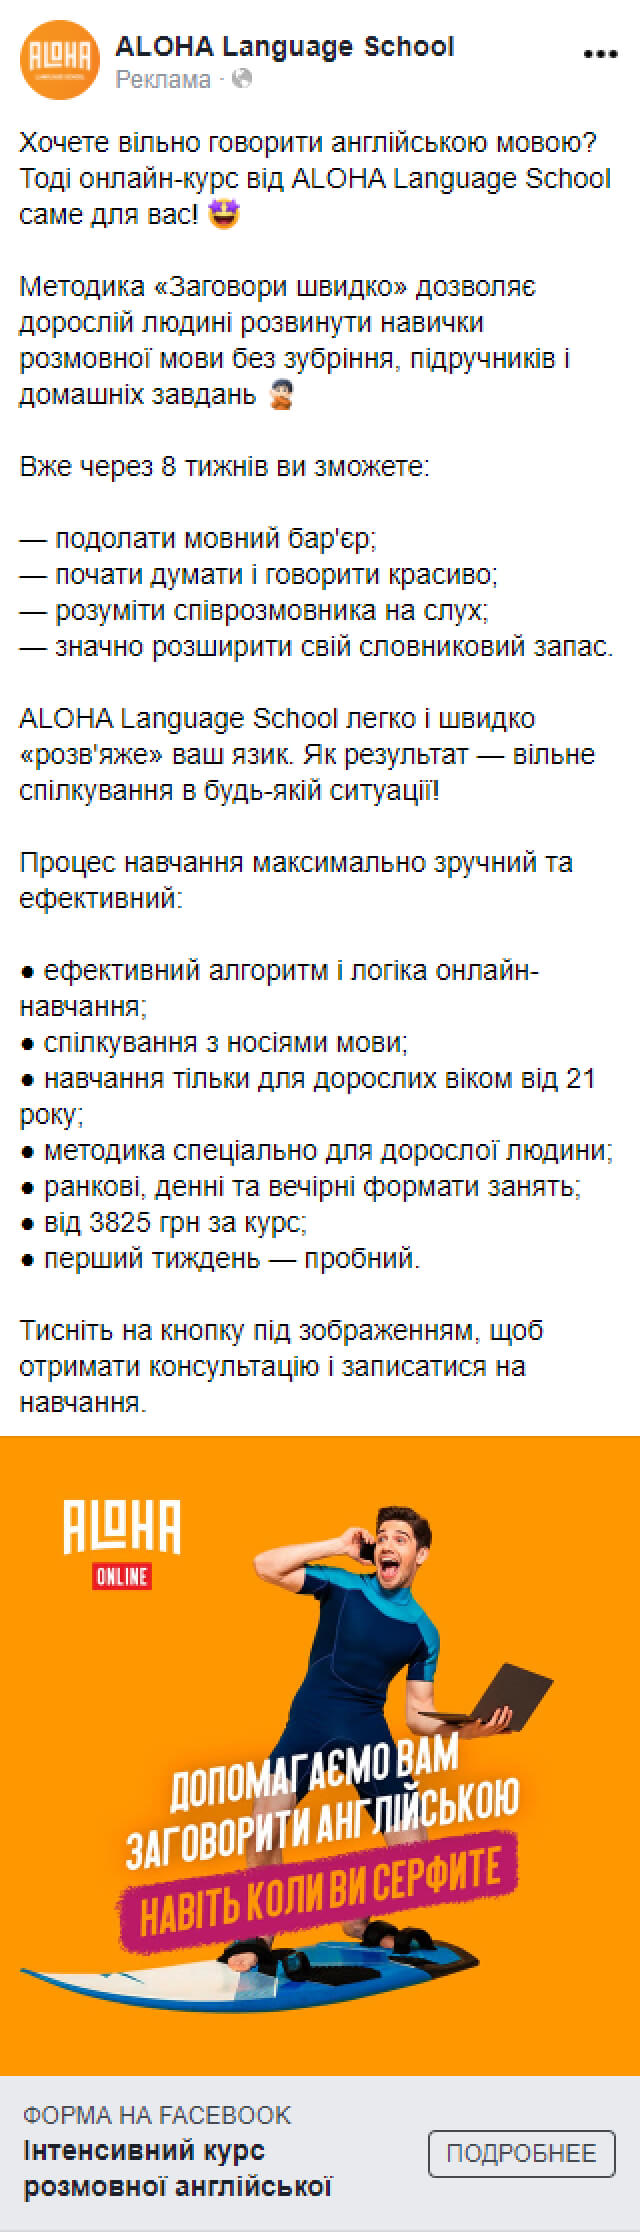 ALOHA
LANGUAGE SCHOOL
ALOHA Language School
Реклама ·
Хочете вільно говорити англійською мовою?
Тоді онлайн-курс від ALOHA Language School
саме для вас! 🤩
Методика «Заговори швидко» дозволяє
дорослій людині розвинути навички
розмовної мови без зубріння, підручників і
домашніх завдань 🙅🏻
Вже через 8 тижнів ви зможете:
— подолати мовний бар'єр;
— почати думати і говорити красиво;
— розуміти співрозмовника на слух;
— значно розширити свій словниковий запас.
ALOHA Language School легко і швидко
«розв'яже» ваш язик. Як результат — вільне
спілкування в будь-якій ситуації!
Процес навчання максимально зручний та
ефективний:
● ефективний алгоритм і логіка онлайн-
навчання;
● спілкування з носіями мови;
● навчання тільки для дорослих віком від 21
року;
● методика спеціально для дорослої людини;
● ранкові, денні та вечірні формати занять;
● від 3825 грн за курс;
● перший тиждень — пробний.
Тисніть на кнопку під зображенням, щоб
отримати консультацію і записатися на
навчання.
ALOHA
ONLINE
ДОПОМАГАЄМО ВАМ
ЗАГОВОРИТИ АНГЛІЙСЬКОЮ
НАВІТЬ КОЛИ ВИ СЕРФИТЕ
ФОРМА НА FACEBOOK
Інтенсивний курс
розмовної англійської
ПОДРОБНЕЕ